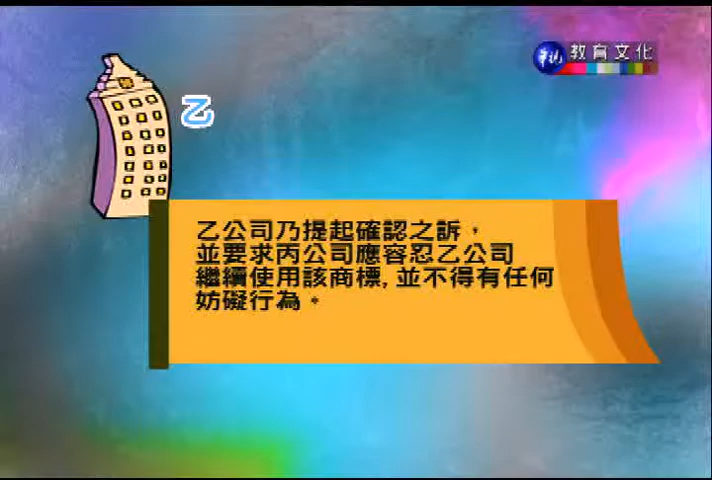 華視 教育文化
乙
乙公司乃提起確認之訴，
並要求丙公司應容忍乙公司
繼續使用該商標,並不得有任何
妨礙行為。